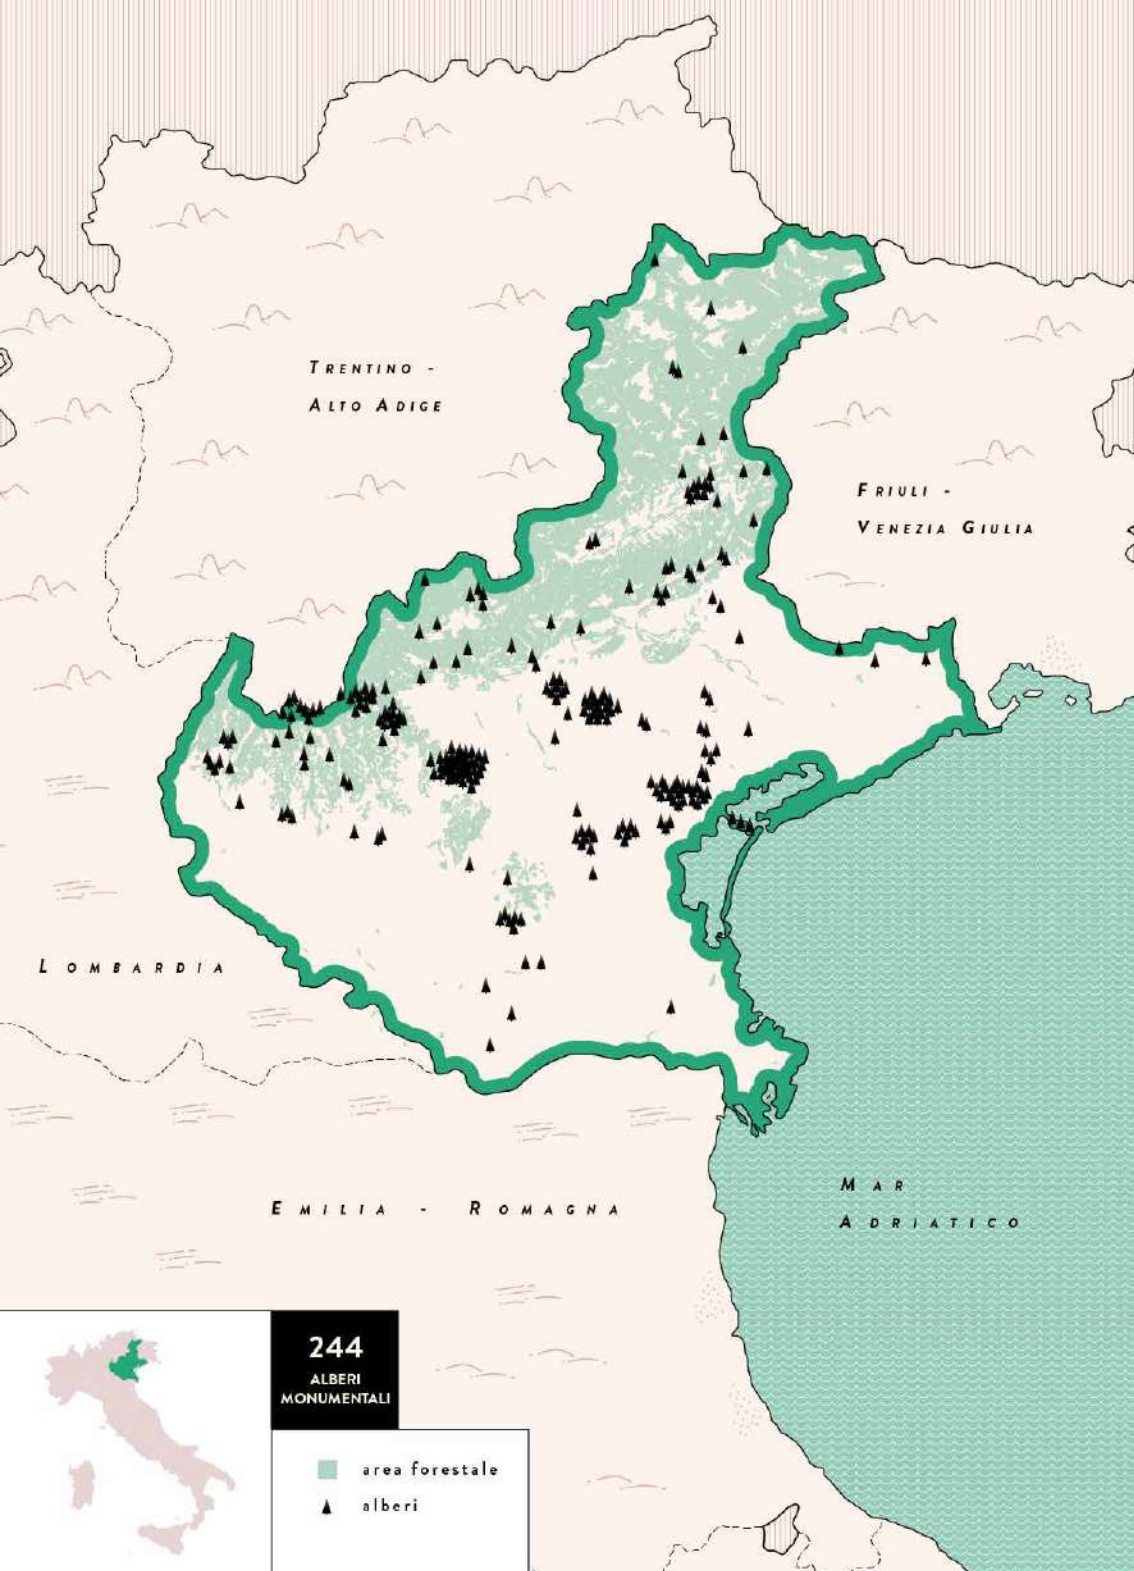 TRENTINO -
ALTO ADIGE
FRIULI -
VENEZIA GIULIA
LOMBARDIA
EMILIA - ROMAGNA
MAR
ADRIATICO
244
ALBERI
MONUMENTALI
area forestale
alberi